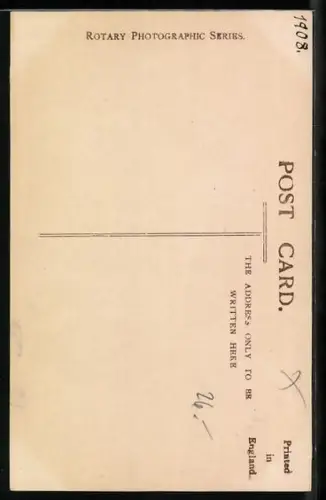 ROTARY PHOTOGRAPHIC SERIES.
1908.
POST CARD.
THE ADDRESS ONLY TO BE
WRITTEN HERE
X
26.-
Printed
in
England.